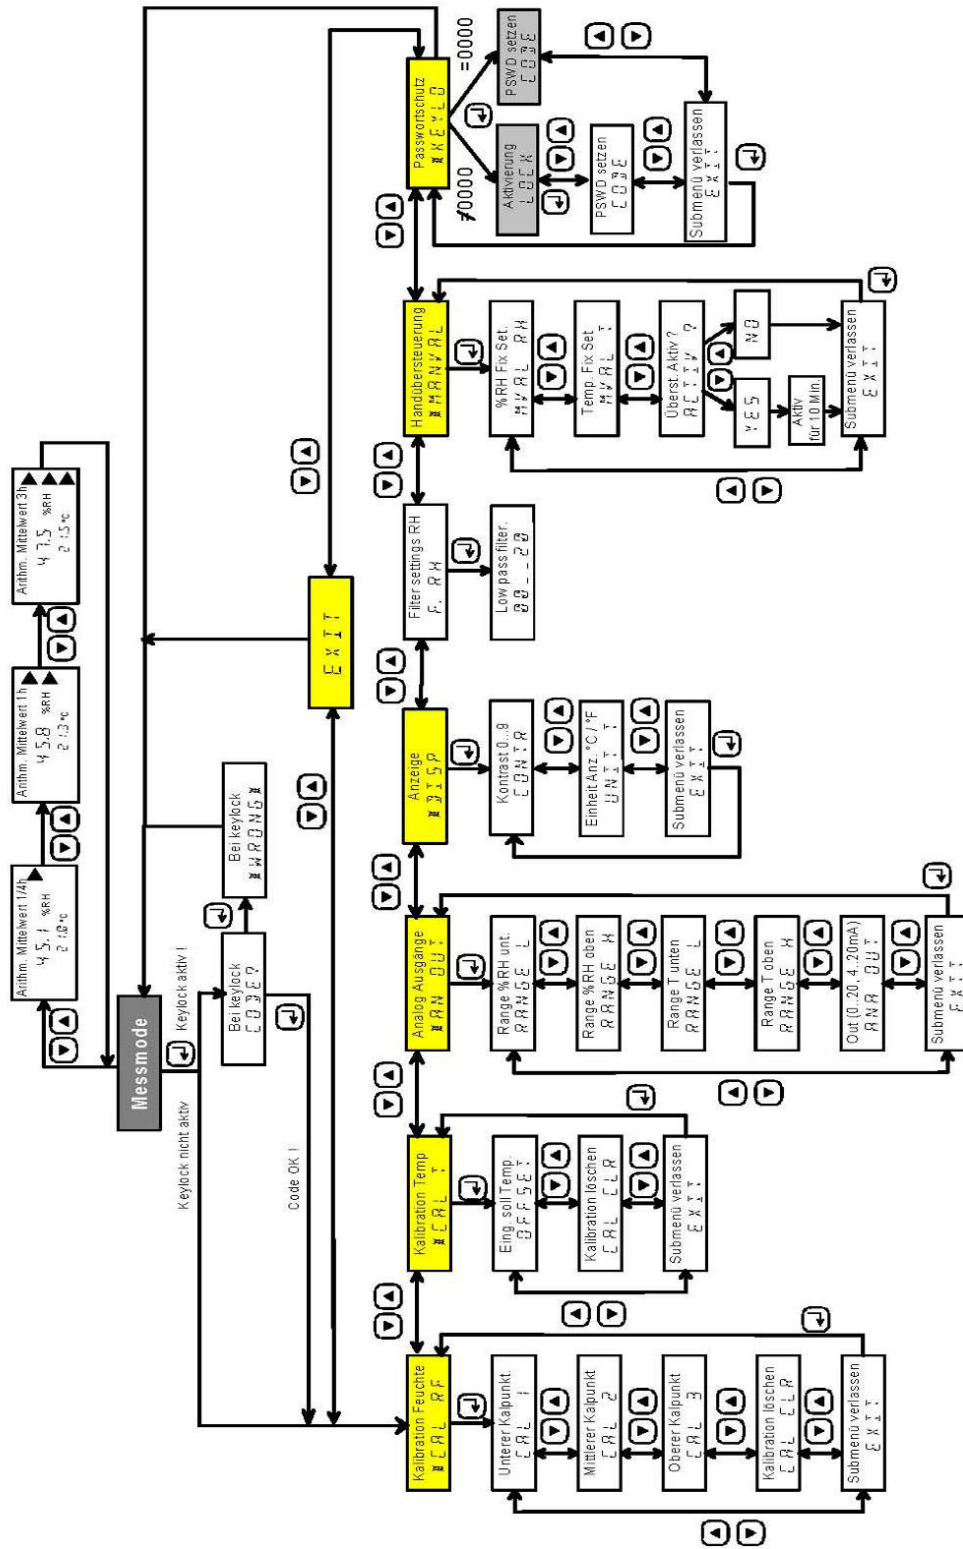 Arithm. Mittelwert 1/4h
45.1 %RH
21.0 °C
Arithm. Mittelwert 1h
45.8 %RH
21.3 °C
Arithm. Mittelwert 3h
47.5 %RH
21.5 °C
Messmode
Keylock nicht aktiv
Keylock aktiv !
Bei keylock
CODE?
Bei keylock
*WRONG*
Code OK !
EXIT
Kalibration Feuchte
*CAL RF
Unterer Kalpunkt.
CAL 1
Mittlerer Kalpunkt
CAL 2
Oberer Kalpunkt
CAL 3
Kalibration löschen
CAL CLR
Submenü verlassen
EXIT
Kalibration Temp
*CAL T
Eing. soll Temp.
OFFSET
Kalibration löschen
CAL CLR
Submenü verlassen
EXIT
Analog Ausgänge
*AN OUT
Range %RH unt.
RANGE L
Range %RH oben
RANGE H
Range T unten
RANGE L
Range T oben
RANGE H
Out (0..20, 4..20mA)
ANA OUT
Submenü verlassen
EXIT
Anzeige
*DISP
Kontrast 0...9
CONTR
Einheit Anz. °C / °F
UNIT T
Submenü verlassen
EXIT
Filter settings RH
F. RH
Low pass filter.
00__20
Handübersteuerung
*MANVAL
%RH Fix Set.
MVAL RH
Temp. Fix Set
MVAL T
Überst. Aktiv ?
ACTIV ?
YES
NO
Aktiv
für 10 Min.
Submenü verlassen
EXIT
Passwortschutz
*KEYLO
≠0000
=0000
Aktivierung
LOCK
PSWD setzen
CODE
PSWD setzen
CODE
Submenü verlassen
EXIT